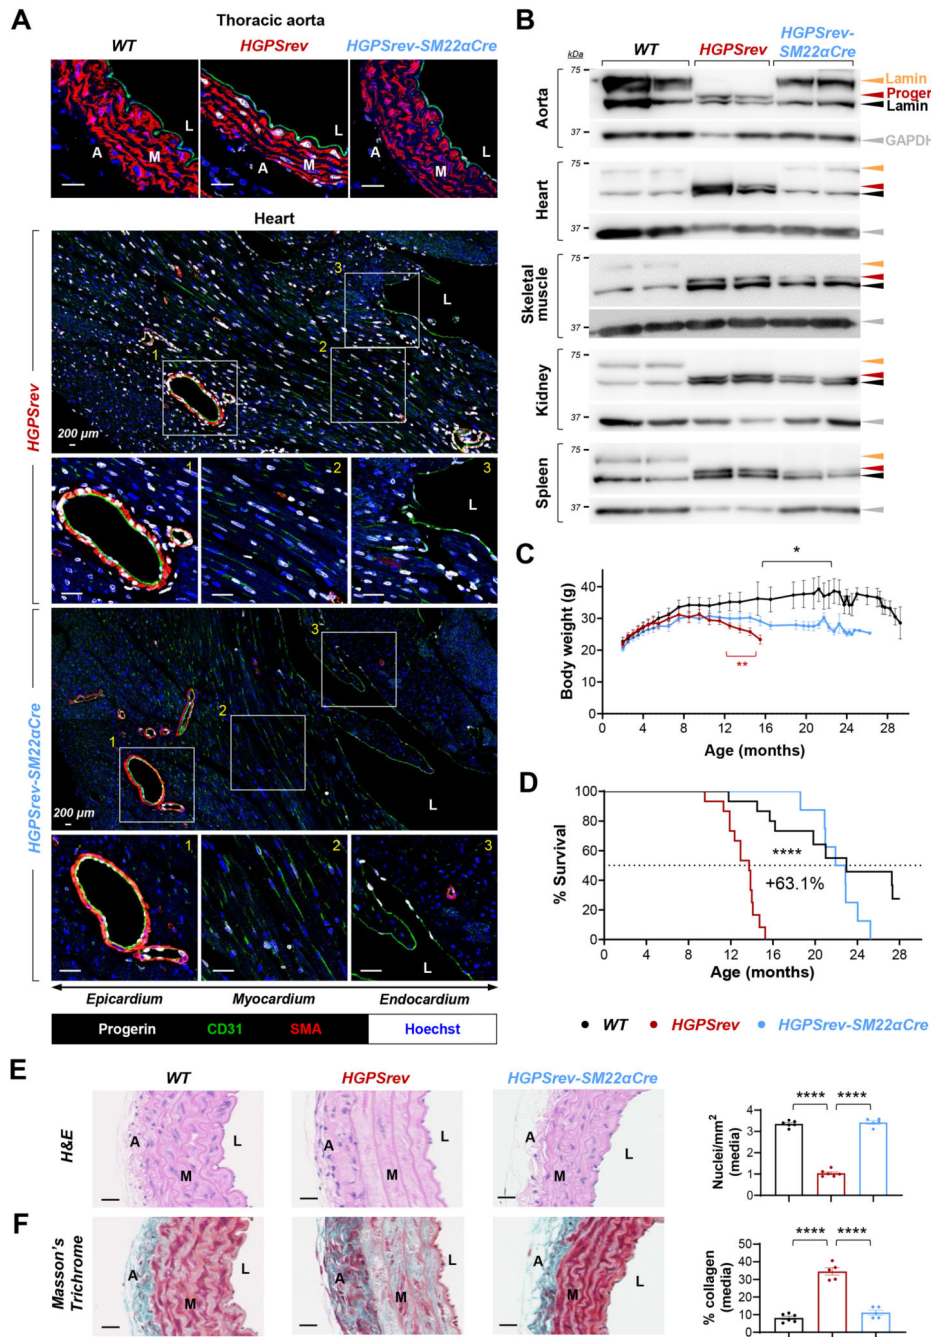 A
Thoracic aorta
WT
HGPSrev
HGPSrev-SM22αCre
L
A
M
L
A
M
L
A
M
Heart
HGPSrev
3
L
2
1
200 µm
1
2
3
L
HGPSrev-SM22αCre
3
2
1
L
200 µm
1
2
3
L
Epicardium
Myocardium
Endocardium
Progerin
CD31
SMA
Hoechst
B
WT
HGPSrev
HGPSrev-
SM22αCre
kDa
75
Aorta
Lamin
Proger
Lamin
37
GAPDH
75
Heart
37
75
Skeletal
muscle
37
75
Kidney
37
75
Spleen
37
C
*
Body weight (g)
40
30
20
10
0
**
0
4
8
12
16
20
24
28
Age (months)
D
% Survival
100
80
60
40
20
0
****
+63.1%
0
4
8
12
16
20
24
28
Age (months)
WT
HGPSrev
HGPSrev-SM22αCre
E
WT
HGPSrev
HGPSrev-SM22αCre
H&E
A
L
M
A
L
M
A
L
M
****
****
Nuclei/mm²
(media)
4
3
2
1
0
F
Masson's
Trichrome
A
L
M
A
L
M
A
L
M
****
****
% collagen
(media)
50
40
30
20
10
0